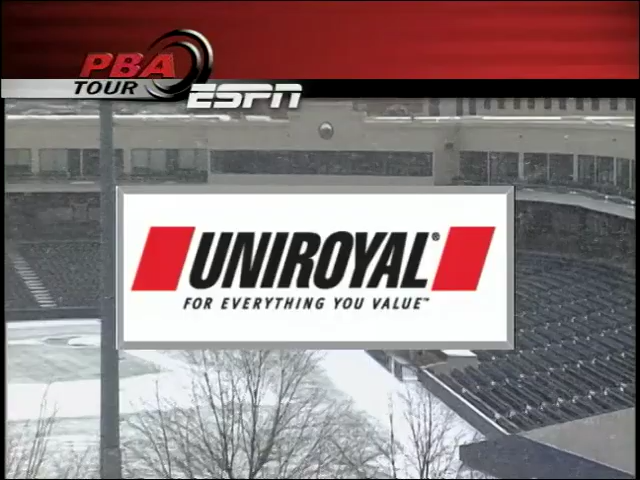 PBA
TOUR
ESPN
UNIROYAL®
FOR EVERYTHING YOU VALUE™